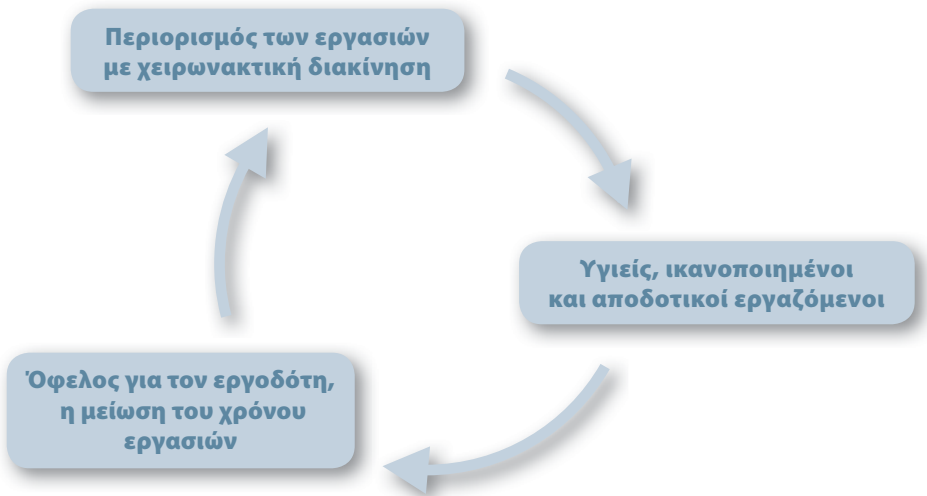 Περιορισμός των εργασιών
με χειρωνακτική διακίνηση
Υγιείς, ικανοποιημένοι
και αποδοτικοί εργαζόμενοι
Όφελος για τον εργοδότη,
η μείωση του χρόνου
εργασιών